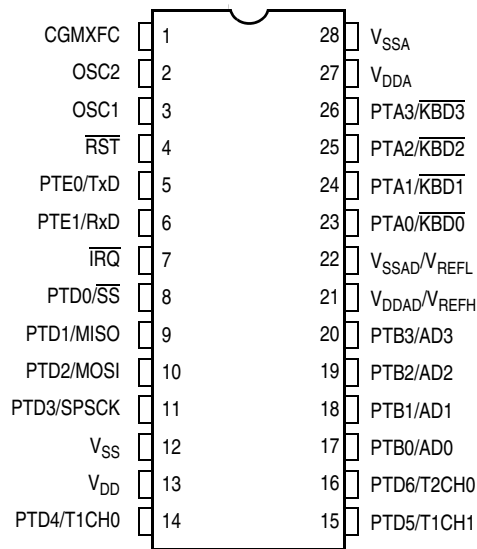 CGMXFC 1 28 VSSA
OSC2 2 27 VDDA
OSC1 3 26 PTA3/KBD3
RST 4 25 PTA2/KBD2
PTE0/TxD 5 24 PTA1/KBD1
PTE1/RxD 6 23 PTA0/KBD0
IRQ 7 22 VSSAD/VREFL
PTD0/SS 8 21 VDDAD/VREFH
PTD1/MISO 9 20 PTB3/AD3
PTD2/MOSI 10 19 PTB2/AD2
PTD3/SPSCK 11 18 PTB1/AD1
VSS 12 17 PTB0/AD0
VDD 13 16 PTD6/T2CH0
PTD4/T1CH0 14 15 PTD5/T1CH1